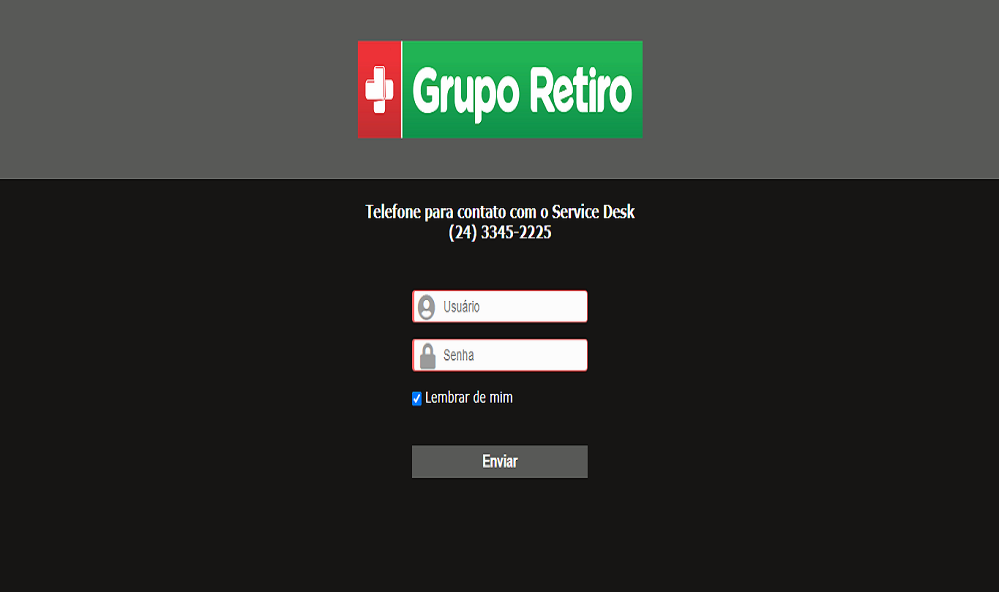 Grupo Retiro
Telefone para contato com o Service Desk
(24) 3345-2225
Usuário
Senha
Lembrar de mim
Enviar